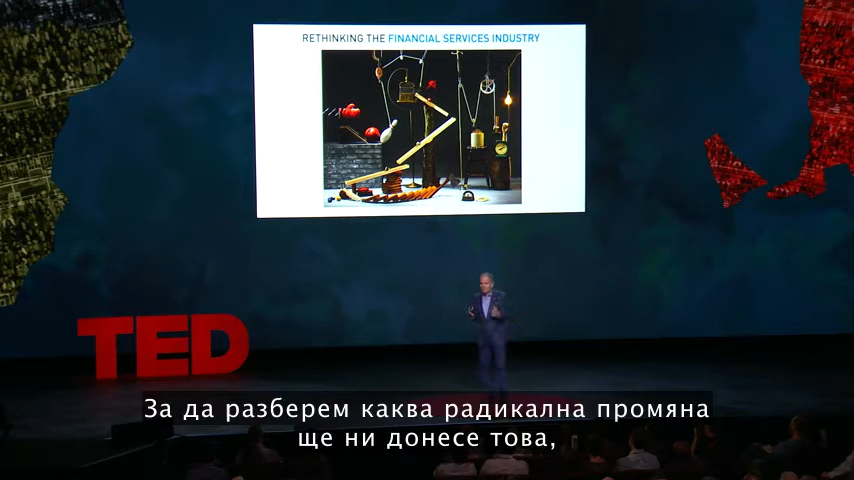 RETHINKING THE FINANCIAL SERVICES INDUSTRY
TED
За да разберем каква радикална промяна
ще ни донесе това,